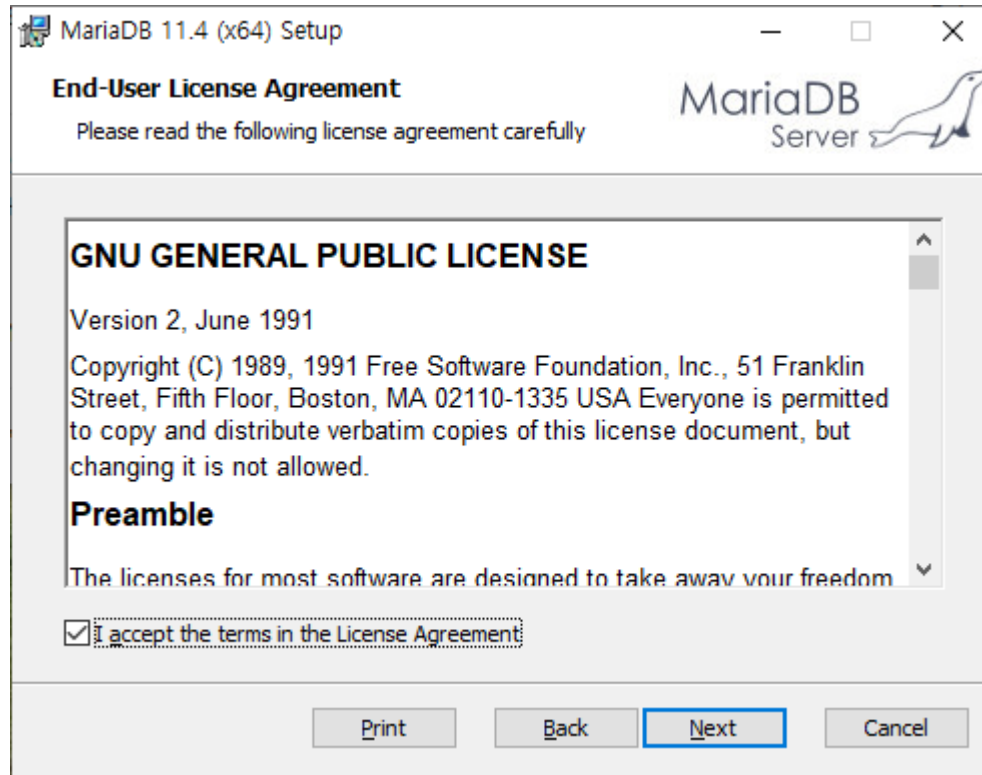 MariaDB 11.4 (x64) Setup
End-User License Agreement
Please read the following license agreement carefully
MariaDB
Server
GNU GENERAL PUBLIC LICENSE
Version 2, June 1991
Copyright (C) 1989, 1991 Free Software Foundation, Inc., 51 Franklin
Street, Fifth Floor, Boston, MA 02110-1335 USA Everyone is permitted
to copy and distribute verbatim copies of this license document, but
changing it is not allowed.
Preamble
The licenses for most software are designed to take away your freedom
I accept the terms in the License Agreement
Print
Back
Next
Cancel